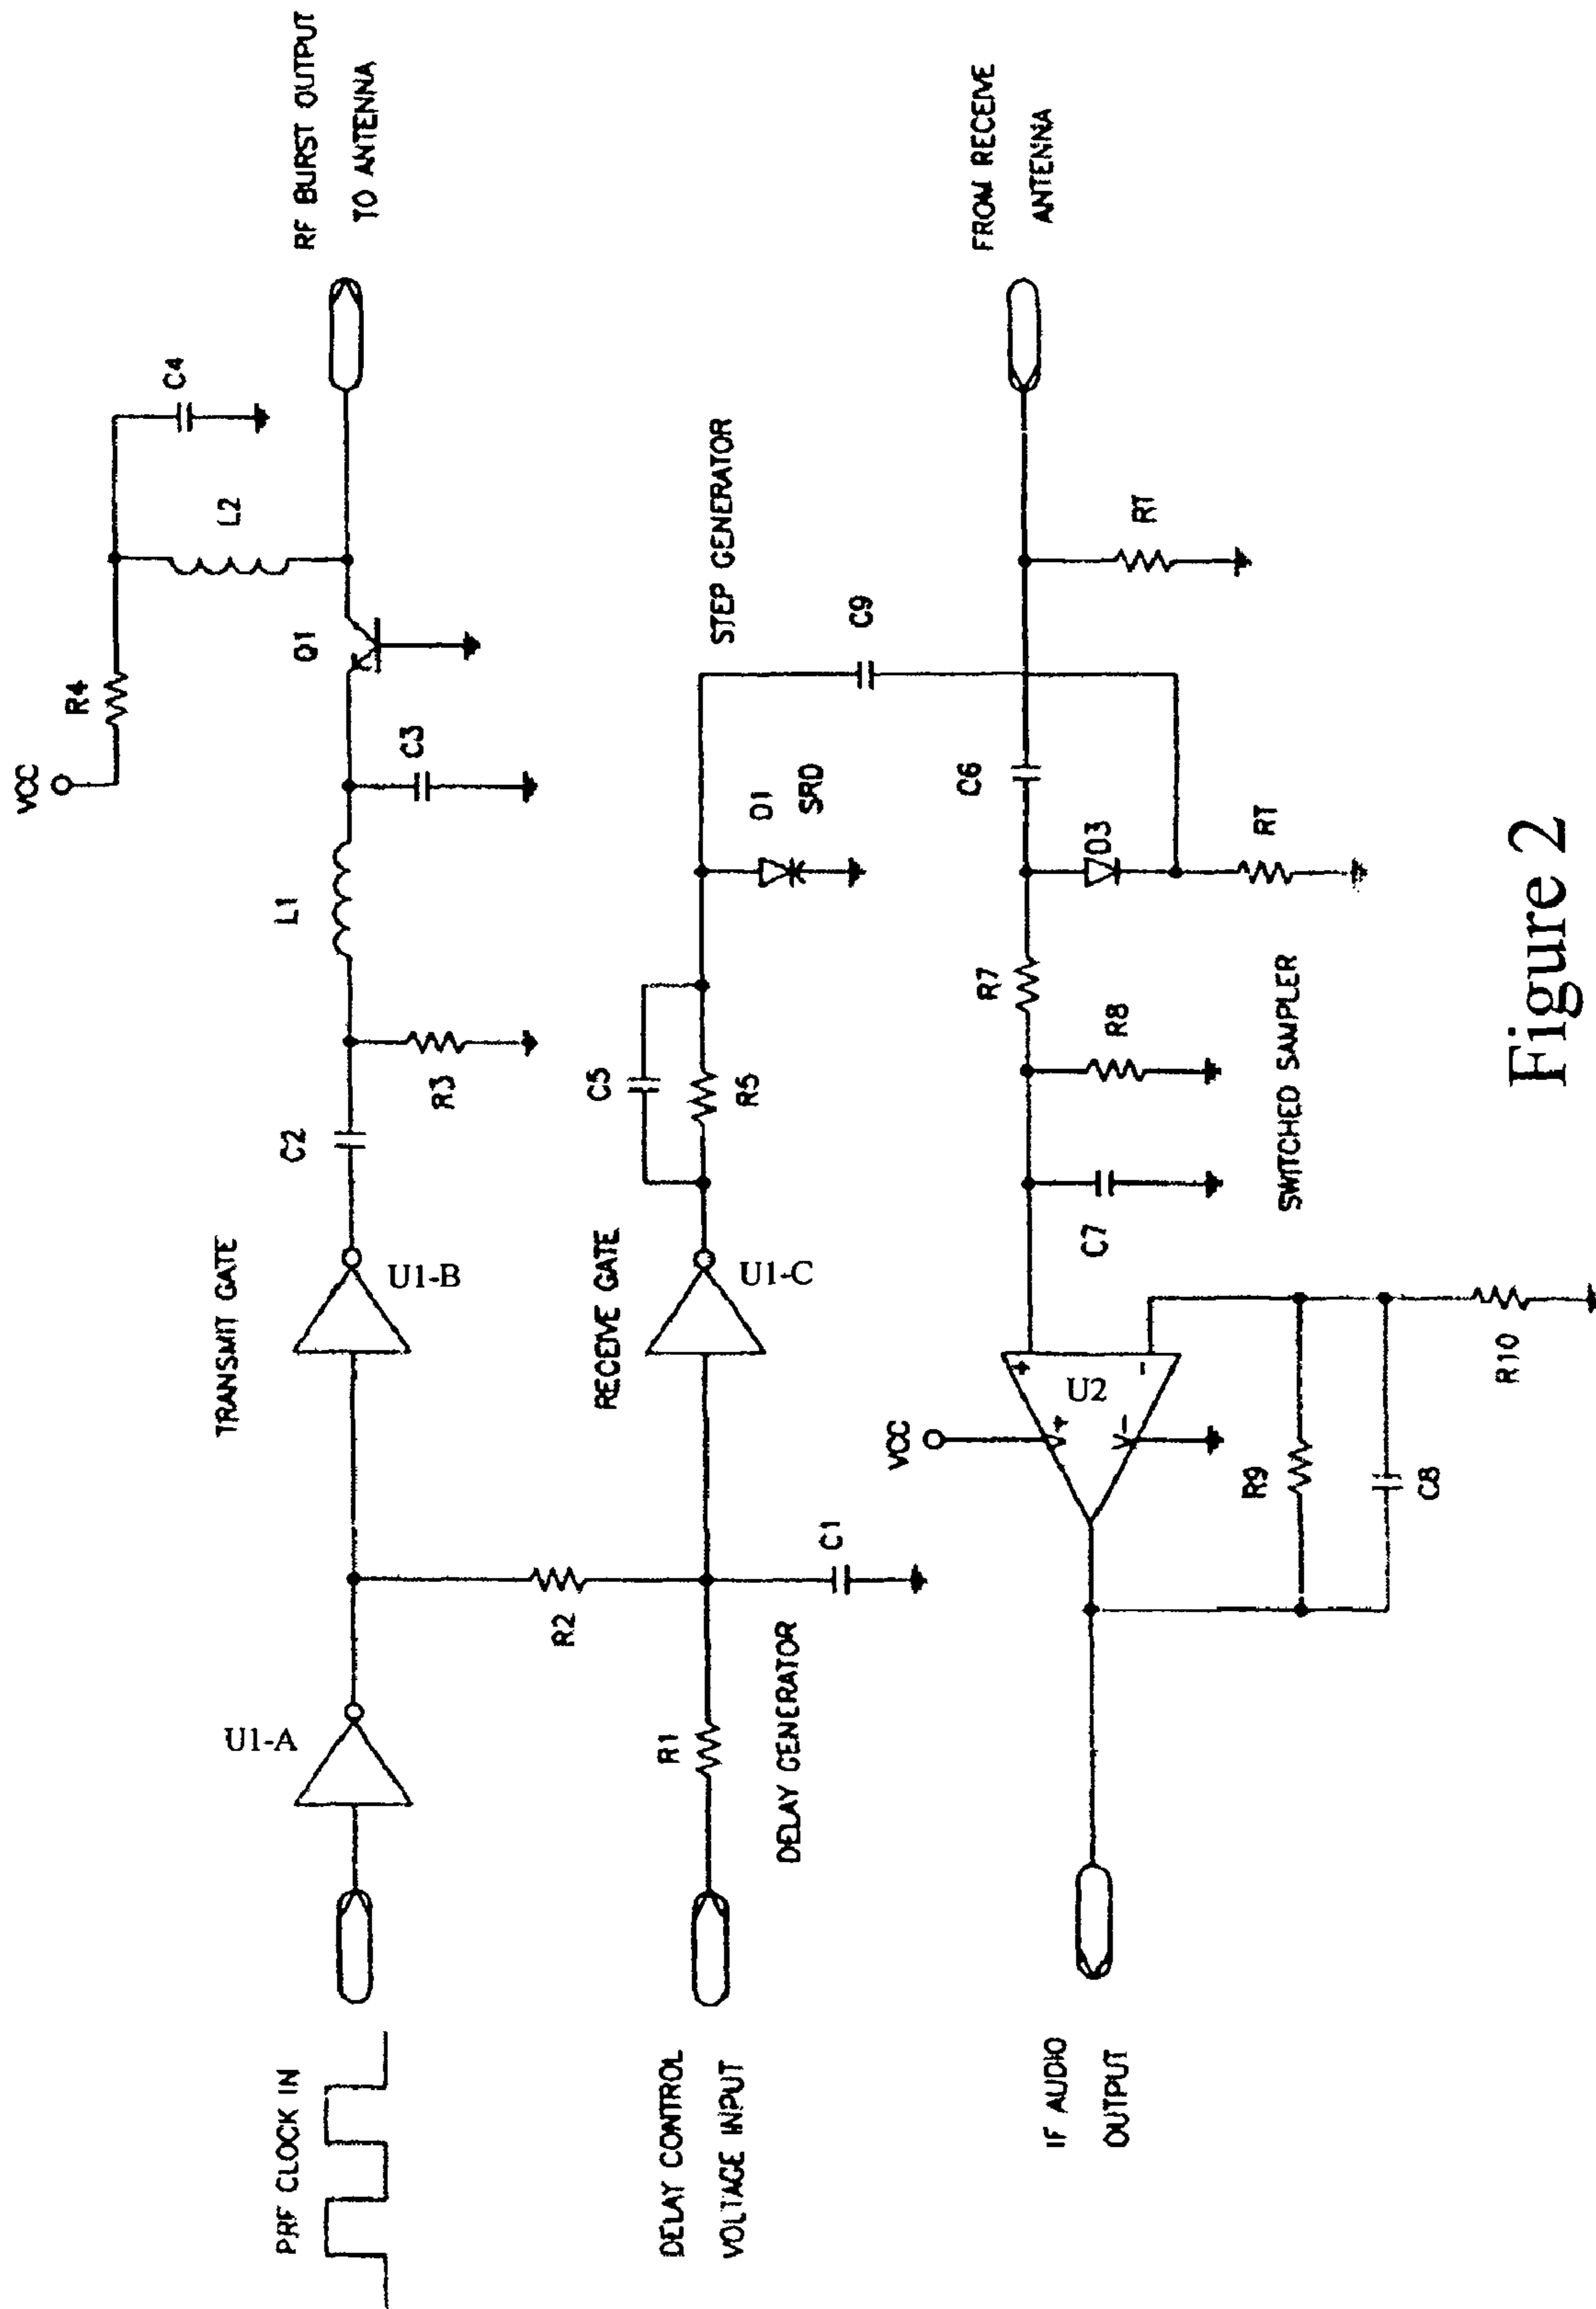 VCC
R4
C4
L2
RF BURST OUTPUT
TO ANTENNA
TRANSMIT GATE
PRF CLOCK IN
U1-A
U1-B
C2
R3
L1
C3
Q1
R2
DELAY CONTROL
VOLTAGE INPUT
R1
DELAY GENERATOR
C1
RECEIVE GATE
U1-C
C5
R5
D1
SRD
STEP GENERATOR
C9
FROM RECEIVE
ANTENNA
RT
C6
D3
RT
R7
R8
C7
SWITCHED SAMPLER
VCC
+
-
U2
+
-
R9
C8
R10
IF AUDIO
OUTPUT
Figure 2